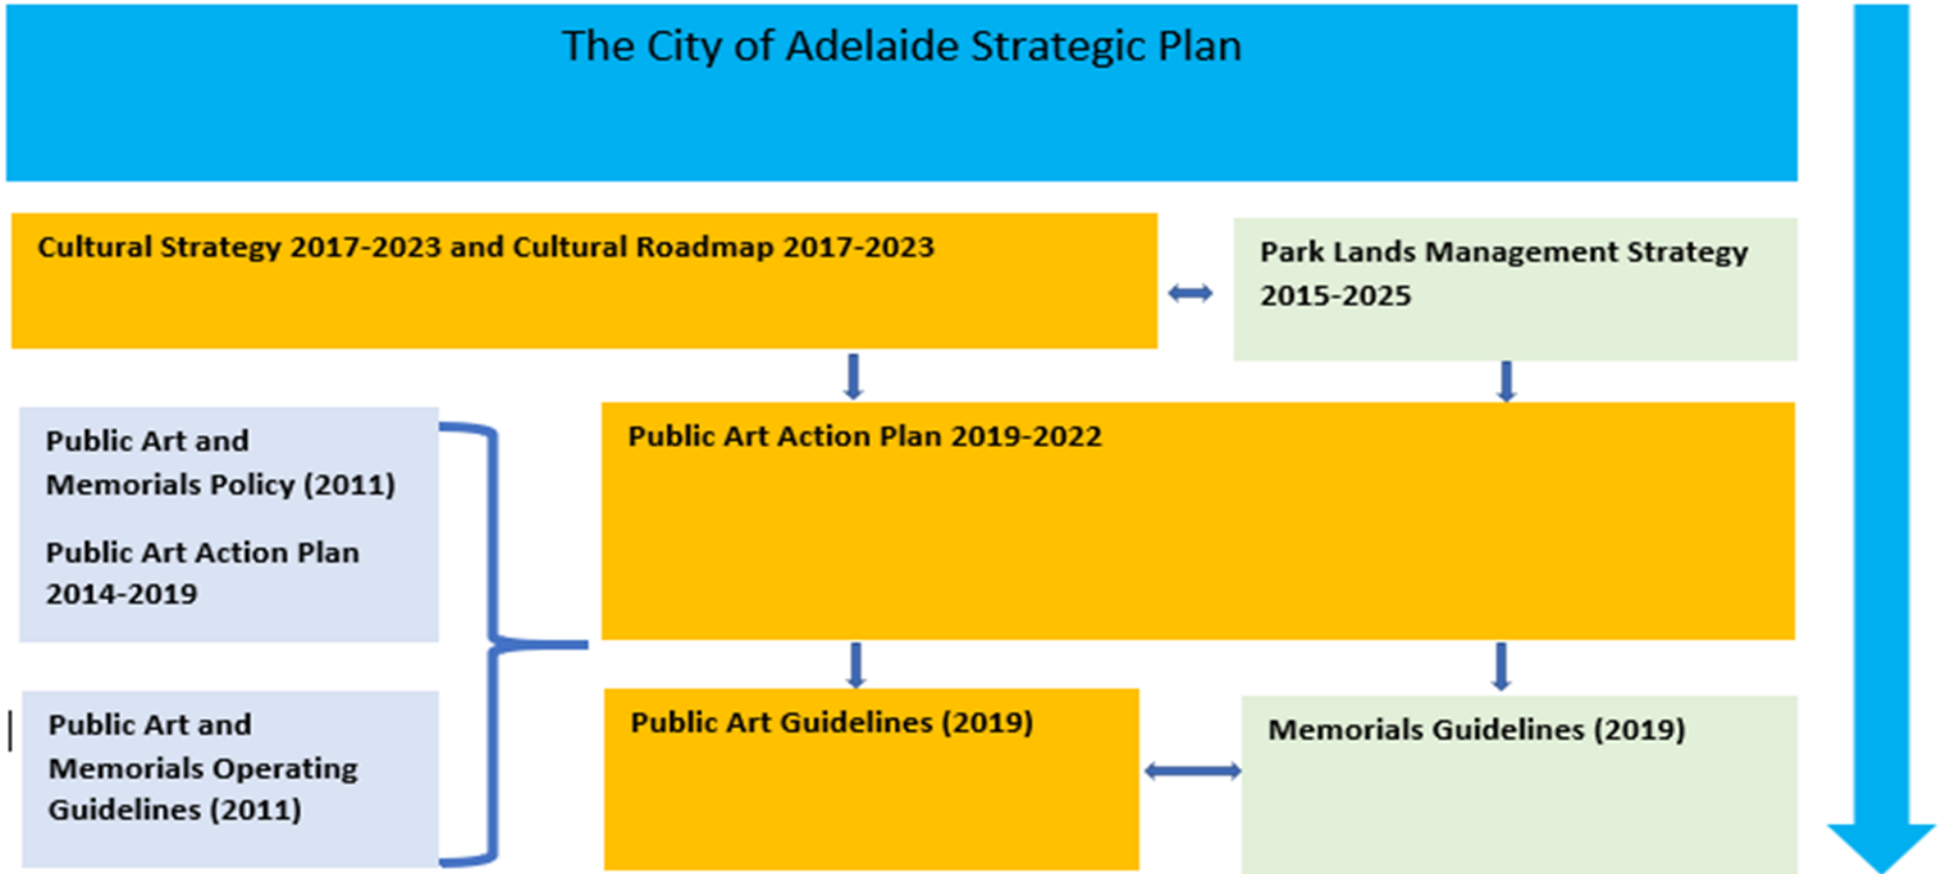 The City of Adelaide Strategic Plan
Cultural Strategy 2017-2023 and Cultural Roadmap 2017-2023
Park Lands Management Strategy
2015-2025
Public Art and
Memorials Policy (2011)
Public Art Action Plan
2014-2019
Public Art Action Plan 2019-2022
Public Art and
Memorials Operating
Guidelines (2011)
Public Art Guidelines (2019)
Memorials Guidelines (2019)